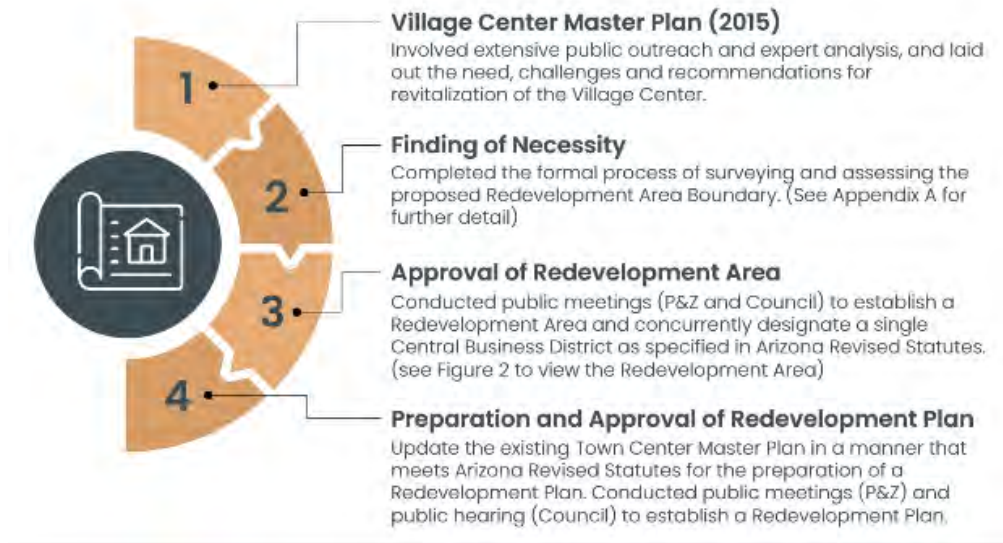 1
Village Center Master Plan (2015)
Involved extensive public outreach and expert analysis, and laid
out the need, challenges and recommendations for
revitalization of the Village Center.
2
Finding of Necessity
Completed the formal process of surveying and assessing the
proposed Redevelopment Area Boundary. (See Appendix A for
further detail)
3
Approval of Redevelopment Area
Conducted public meetings (P&Z and Council) to establish a
Redevelopment Area and concurrently designate a single
Central Business District as specified in Arizona Revised Statutes.
(see Figure 2 to view the Redevelopment Area)
4
Preparation and Approval of Redevelopment Plan
Update the existing Town Center Master Plan in a manner that
meets Arizona Revised Statutes for the preparation of a
Redevelopment Plan. Conducted public meetings (P&Z) and
public hearing (Council) to establish a Redevelopment Plan.